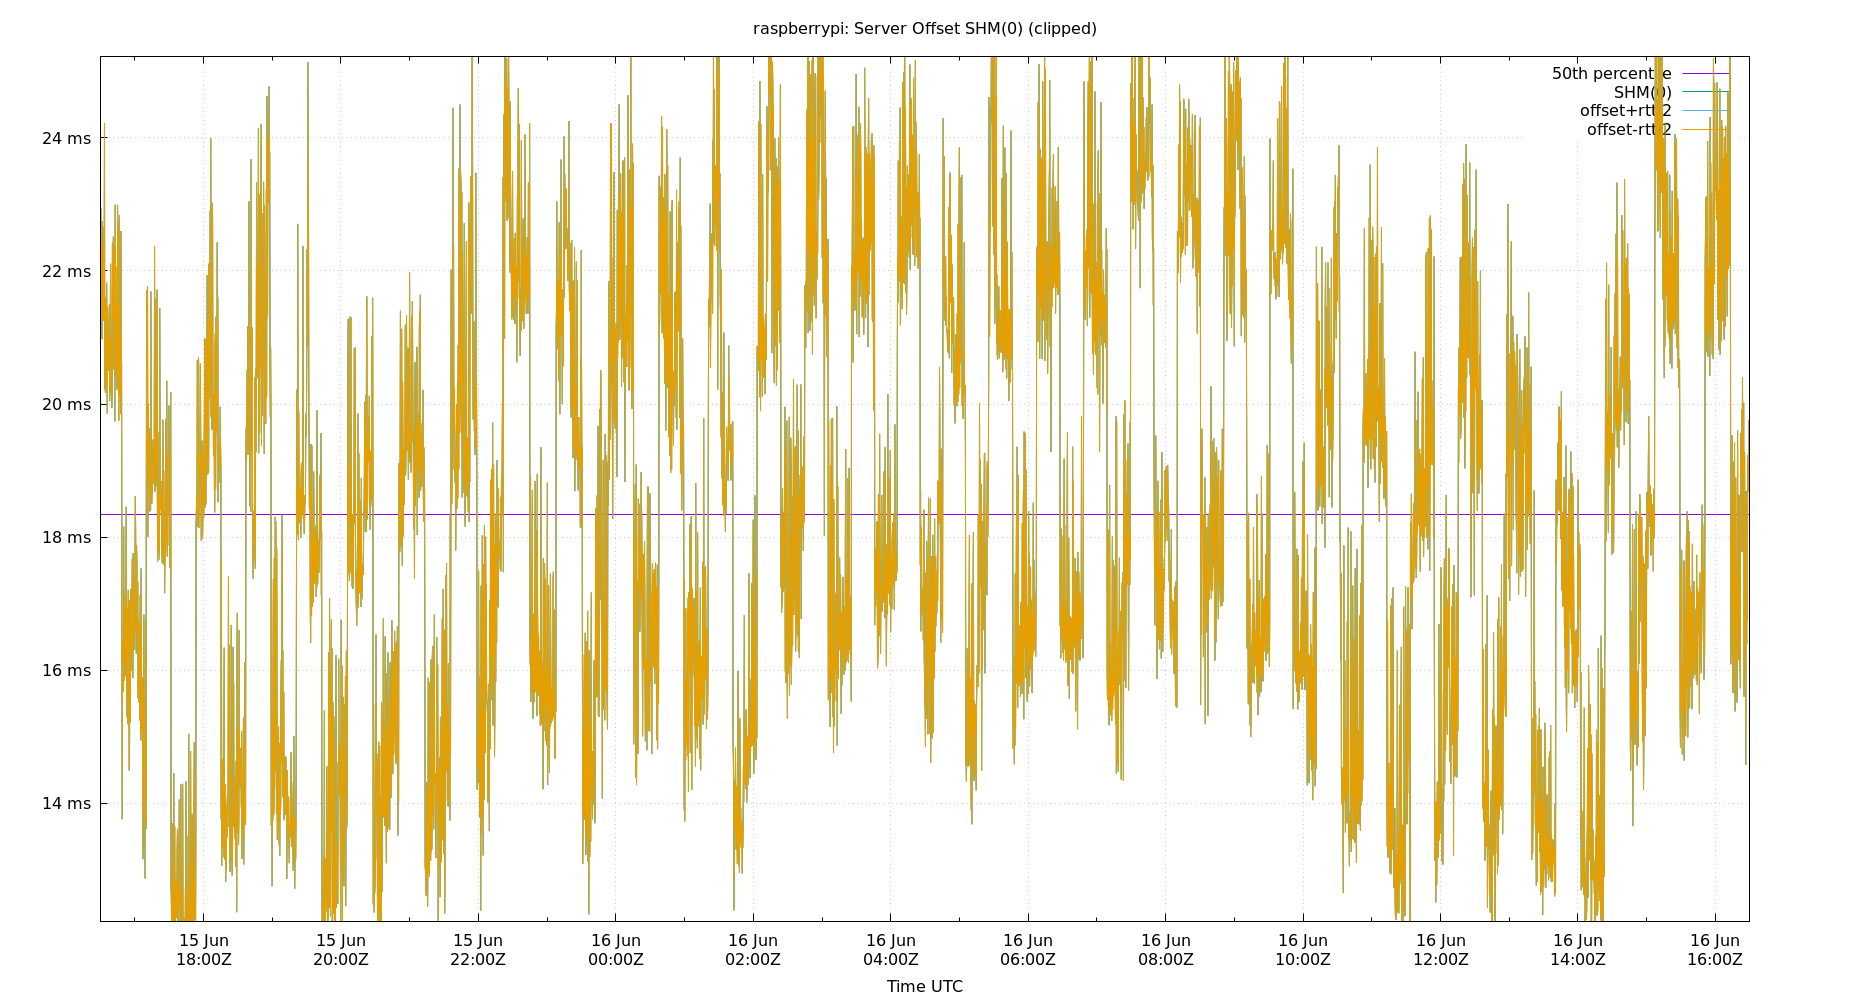 raspberrypi: Server Offset SHM(0) (clipped)
50th percentile
SHM(0)
offset+rtt/2
offset-rtt/2
24 ms
22 ms
20 ms
18 ms
16 ms
14 ms
15 Jun 15 Jun 15 Jun 16 Jun 16 Jun 16 Jun 16 Jun 16 Jun 16 Jun 16 Jun 16 Jun 16 Jun
18:00Z 20:00Z 22:00Z 00:00Z 02:00Z 04:00Z 06:00Z 08:00Z 10:00Z 12:00Z 14:00Z 16:00Z
Time UTC